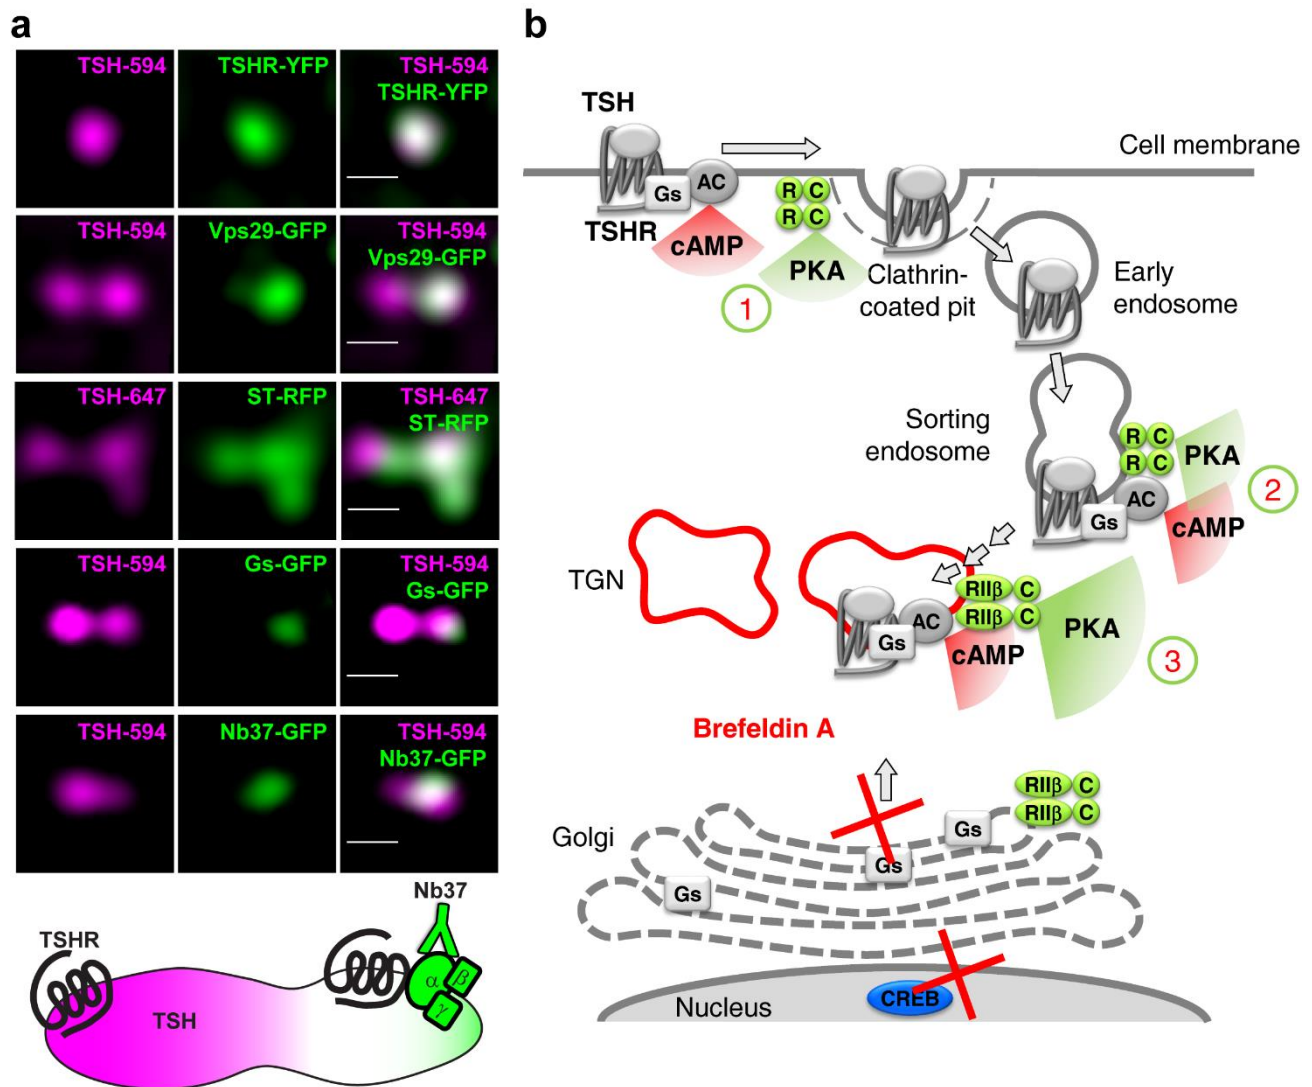 a
TSH-594
TSHR-YFP
TSH-594
TSHR-YFP
TSH-594
Vps29-GFP
TSH-594
Vps29-GFP
TSH-647
ST-RFP
TSH-647
ST-RFP
TSH-594
Gs-GFP
TSH-594
Gs-GFP
TSH-594
Nb37-GFP
TSH-594
Nb37-GFP
Nb37
TSHR
α
β
γ
TSH
b
TSH
Cell membrane
Gs
AC
R C
R C
TSHR
cAMP
PKA
1
Clathrin-
coated pit
Early
endosome
Sorting
endosome
R C
R C
PKA
AC
Gs
cAMP
2
TGN
RIIβ C
RIIβ C
AC
Gs
cAMP
PKA
3
Brefeldin A
RIIβ C
RIIβ C
Golgi
Gs
Gs
Gs
CREB
Nucleus